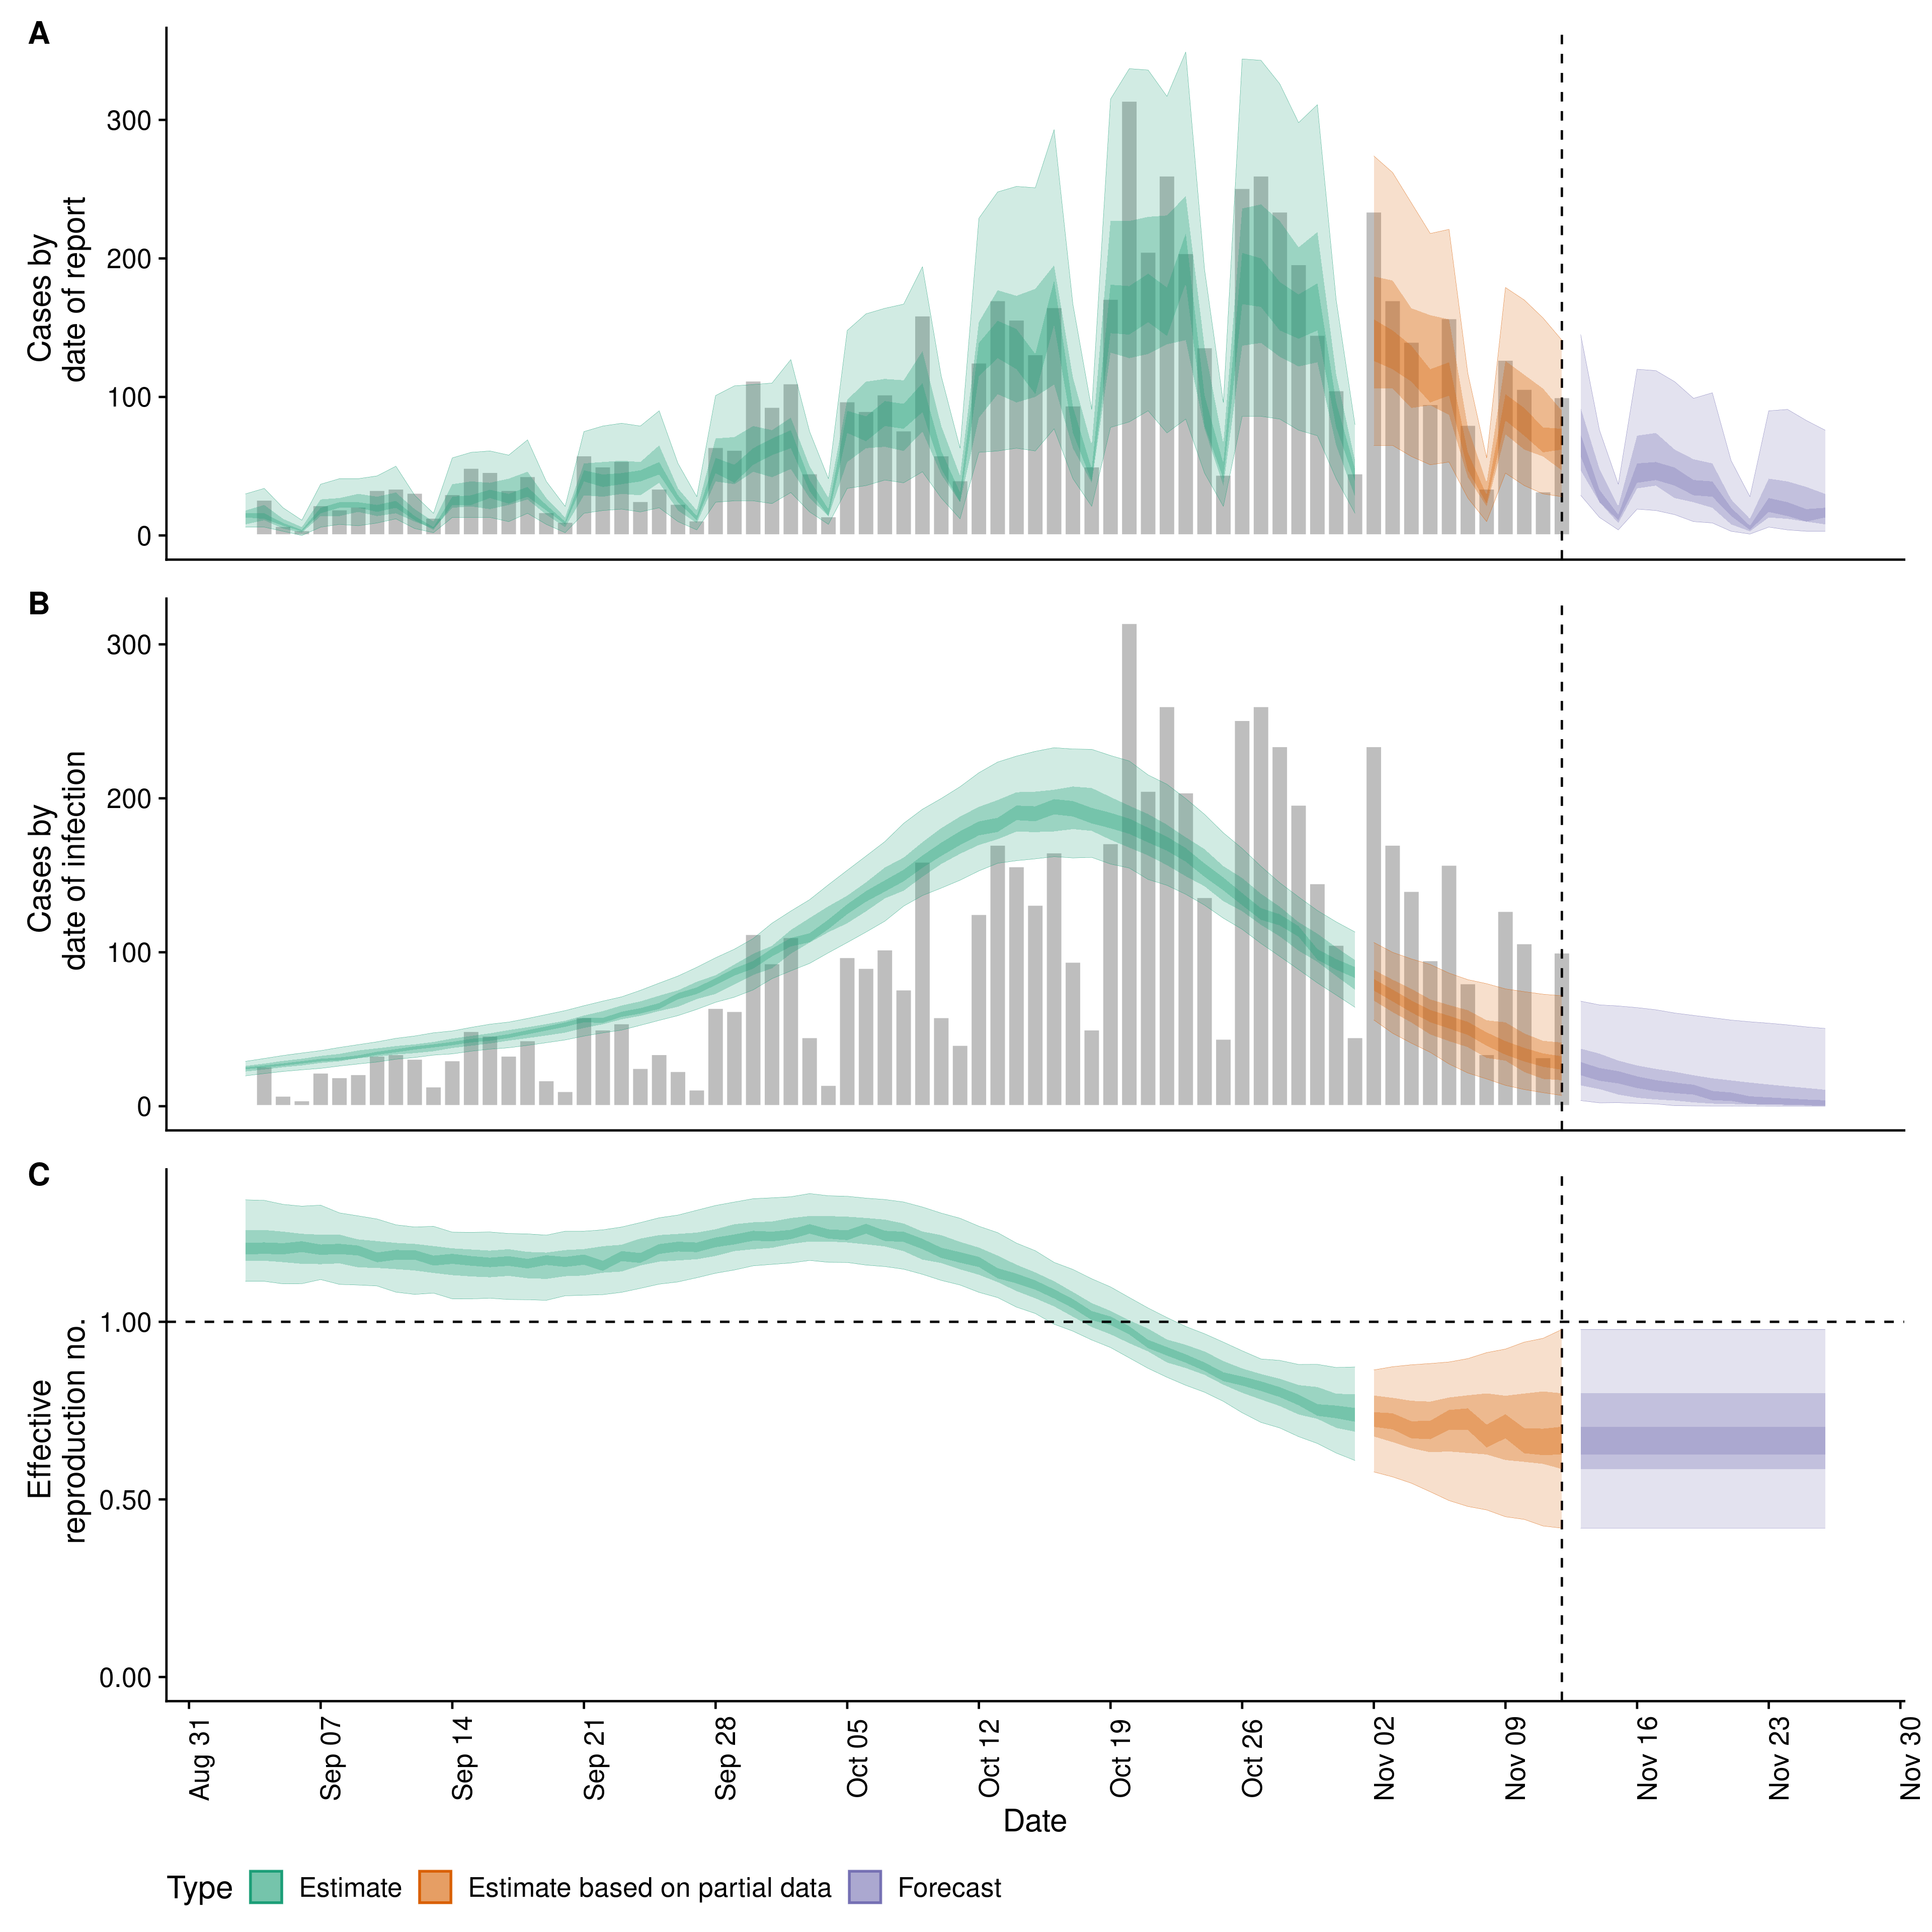 A
Cases by
date of report
300
200
100
0
B
Cases by
date of infection
300
200
100
0
C
Effective
reproduction no.
1.00
0.50
0.00
Aug 31
Sep 07
Sep 14
Sep 21
Sep 28
Oct 05
Oct 12
Oct 19
Oct 26
Nov 02
Nov 09
Nov 16
Nov 23
Nov 30
Date
Type Estimate Estimate based on partial data Forecast